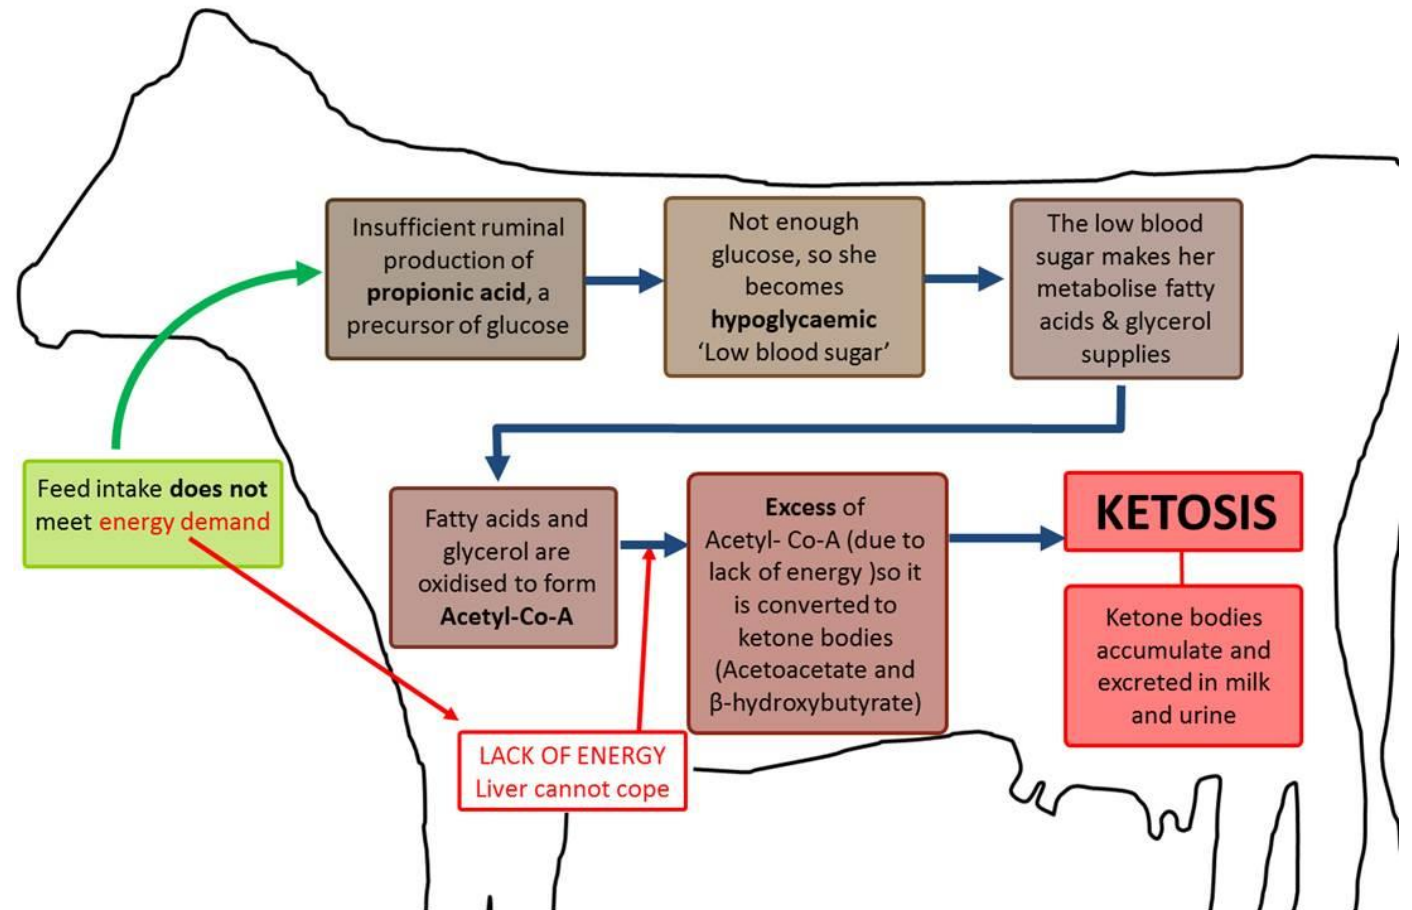 Insufficient ruminal
production of
propionic acid, a
precursor of glucose
Not enough
glucose, so she
becomes
hypoglycaemic
‘Low blood sugar’
The low blood
sugar makes her
metabolise fatty
acids & glycerol
supplies
Feed intake does not
meet energy demand
Fatty acids and
glycerol are
oxidised to form
Acetyl-Co-A
Excess of
Acetyl- Co-A (due to
lack of energy )so it
is converted to
ketone bodies
(Acetoacetate and
β-hydroxybutyrate)
KETOSIS
Ketone bodies
accumulate and
excreted in milk
and urine
LACK OF ENERGY
Liver cannot cope